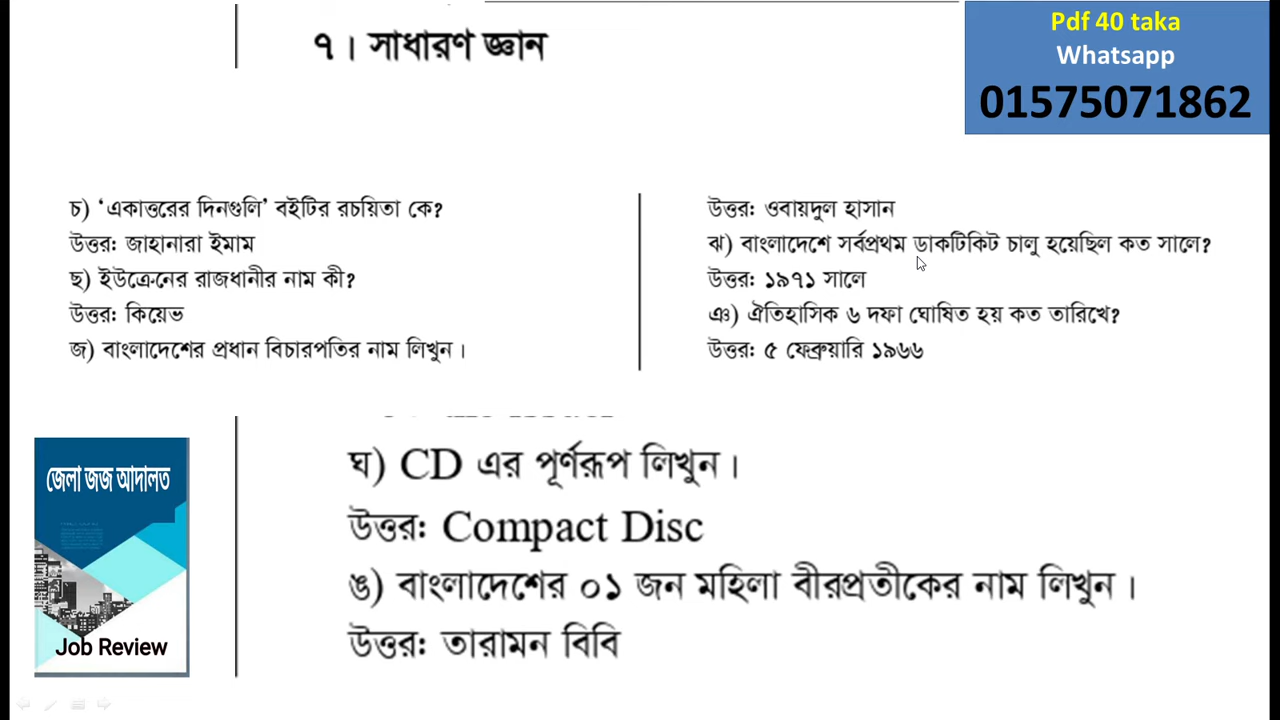 ৭। সাধারণ জ্ঞান
Pdf 40 taka
Whatsapp
01575071862
চ) ‘একাত্তরের দিনগুলি’ বইটির রচয়িতা কে?
উত্তর: জাহানারা ইমাম
ছ) ইউক্রেনের রাজধানীর নাম কী?
উত্তর: কিয়েভ
জ) বাংলাদেশের প্রধান বিচারপতির নাম লিখুন।
উত্তর: ওবায়দুল হাসান
ঝ) বাংলাদেশে সর্বপ্রথম ডাকটিকিট চালু হয়েছিল কত সালে?
উত্তর: ১৯৭১ সালে
ঞ) ঐতিহাসিক ৬ দফা ঘোষিত হয় কত তারিখে?
উত্তর: ৫ ফেব্রুয়ারি ১৯৬৬
ঘ) CD এর পূর্ণরূপ লিখুন।
উত্তর: Compact Disc
ঙ) বাংলাদেশের ০১ জন মহিলা বীরপ্রতীকের নাম লিখুন।
উত্তর: তারামন বিবি
জেলা জজ আদালত
Job Review